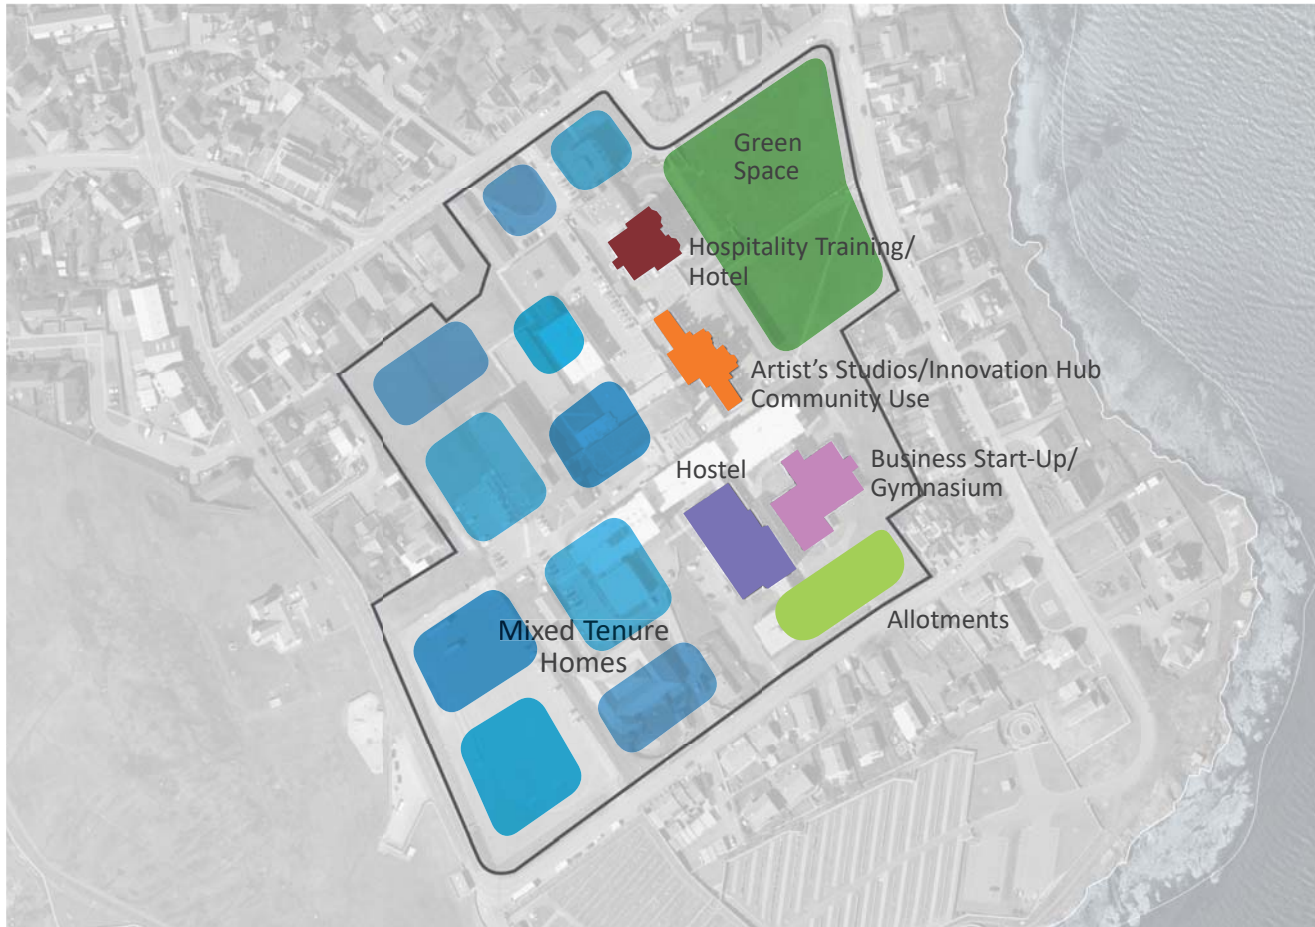 Green
Space
Hospitality Training/
Hotel
Artist's Studios/Innovation Hub
Community Use
Hostel
Business Start-Up/
Gymnasium
Allotments
Mixed Tenure
Homes